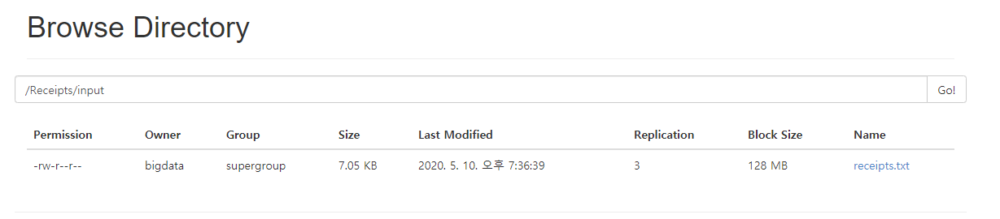 Browse Directory
/Receipts/input Go!
Permission Owner Group Size Last Modified Replication Block Size Name
-rw-r--r-- bigdata supergroup 7.05 KB 2020. 5. 10. 오후 7:36:39 3 128 MB receipts.txt